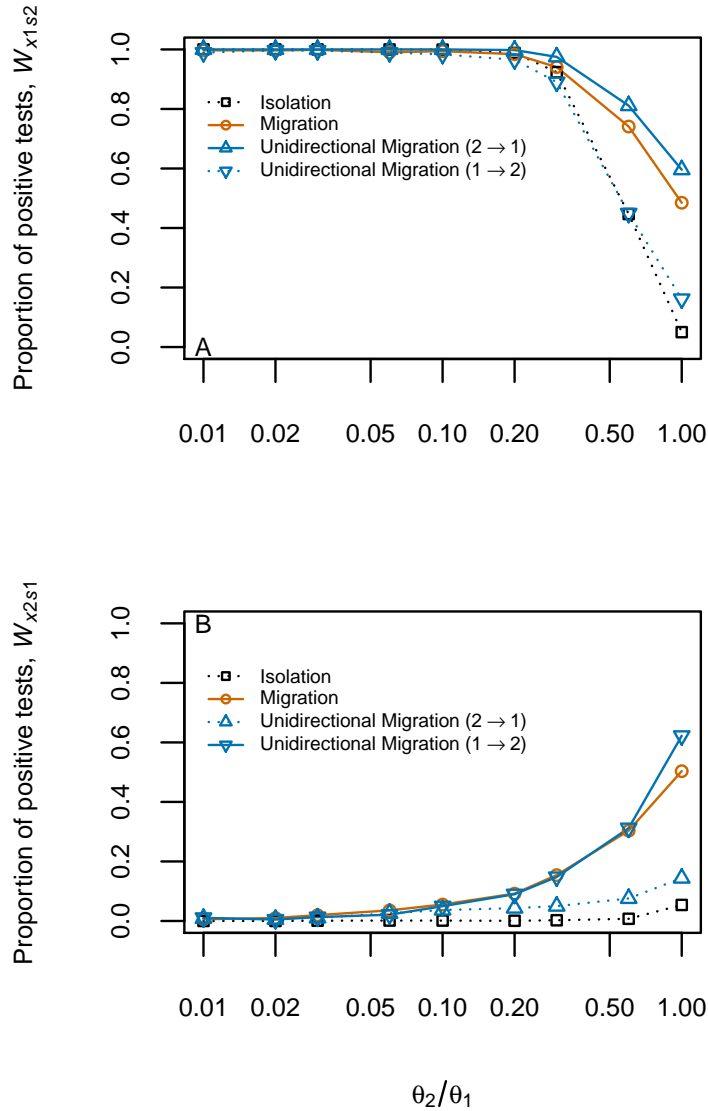 Proportion of positive tests, Wx1s2
1.0
0.8
0.6
0.4
0.2
0.0
Isolation
Migration
Unidirectional Migration (2 → 1)
Unidirectional Migration (1 → 2)
A
0.01 0.02 0.05 0.10 0.20 0.50 1.00
Proportion of positive tests, Wx2s1
B
1.0
0.8
0.6
0.4
0.2
0.0
Isolation
Migration
Unidirectional Migration (2 → 1)
Unidirectional Migration (1 → 2)
0.01 0.02 0.05 0.10 0.20 0.50 1.00
θ2/θ1